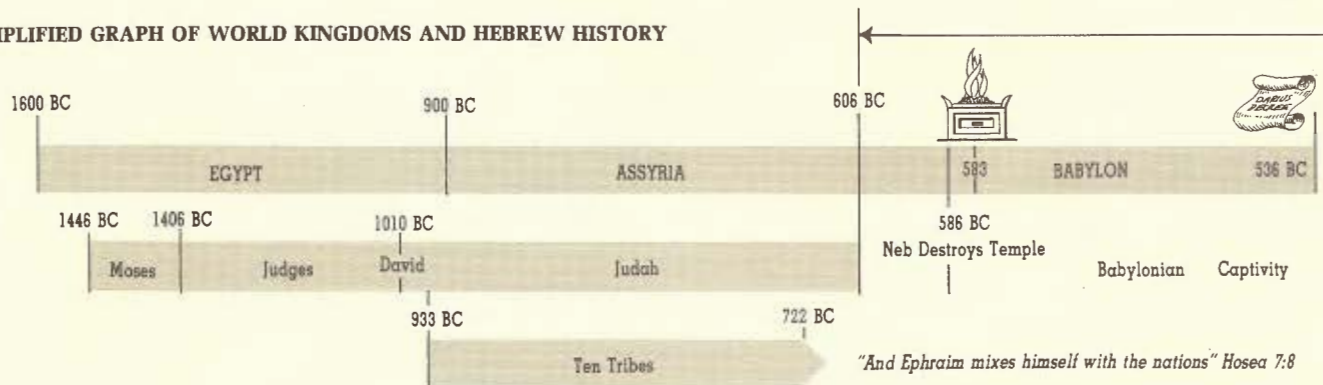 IPLIFIED GRAPH OF WORLD KINGDOMS AND HEBREW HISTORY
1600 BC 900 BC 606 BC
DARIUS
EGYPT ASSYRIA 583 BABYLON 536 BC
1446 BC 1406 BC 1010 BC 586 BC
Neb Destroys Temple
Moses Judges David Judah Babylonian Captivity
933 BC 722 BC
Ten Tribes "And Ephraim mixes himself with the nations" Hosea 7:8